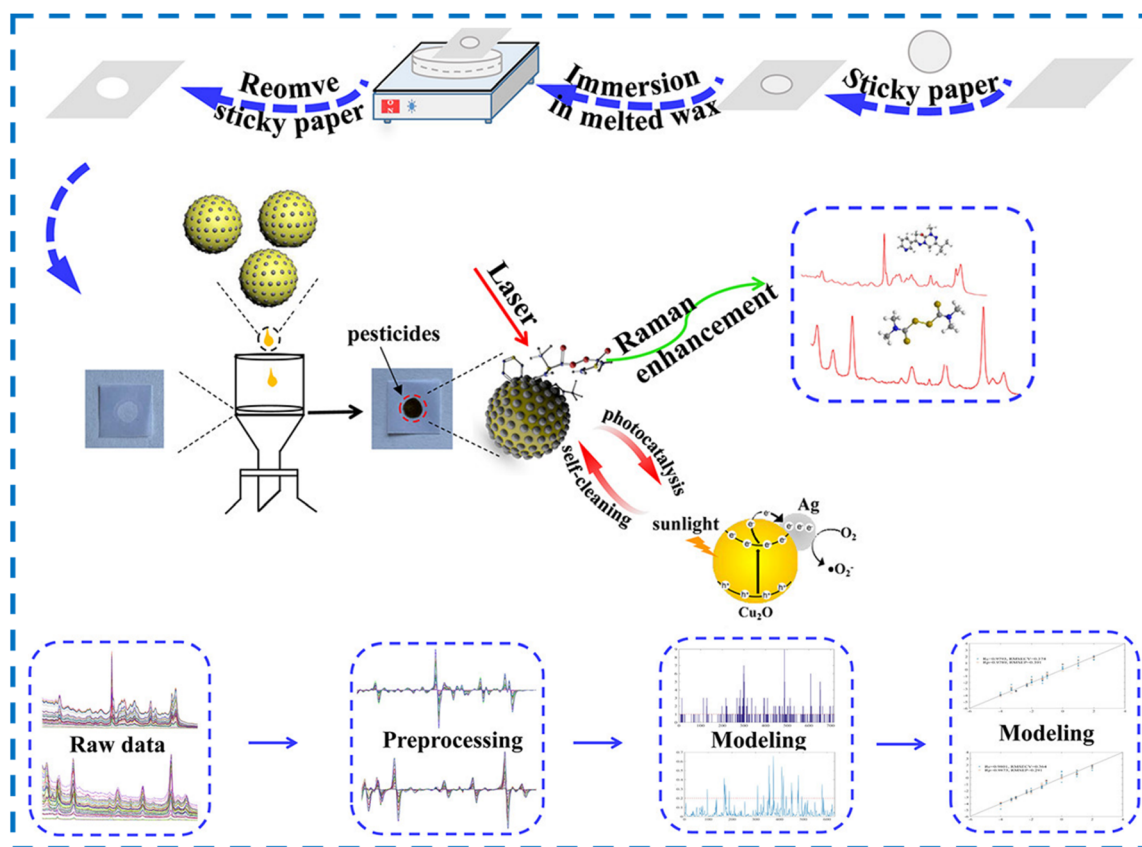 Reomve
sticky paper
Immersion
in melted wax
Sticky paper
pesticides
Laser
Raman
enhancement
photocatalysis
self-cleaning
sunlight
Ag
e⁻
e⁻
e⁻ e⁻ e⁻
e⁻ e⁻ e⁻ e⁻
O₂
•O₂⁻
h⁺ h⁺ h⁺ h⁺
Cu₂O
Raw data
Preprocessing
Modeling
Modeling